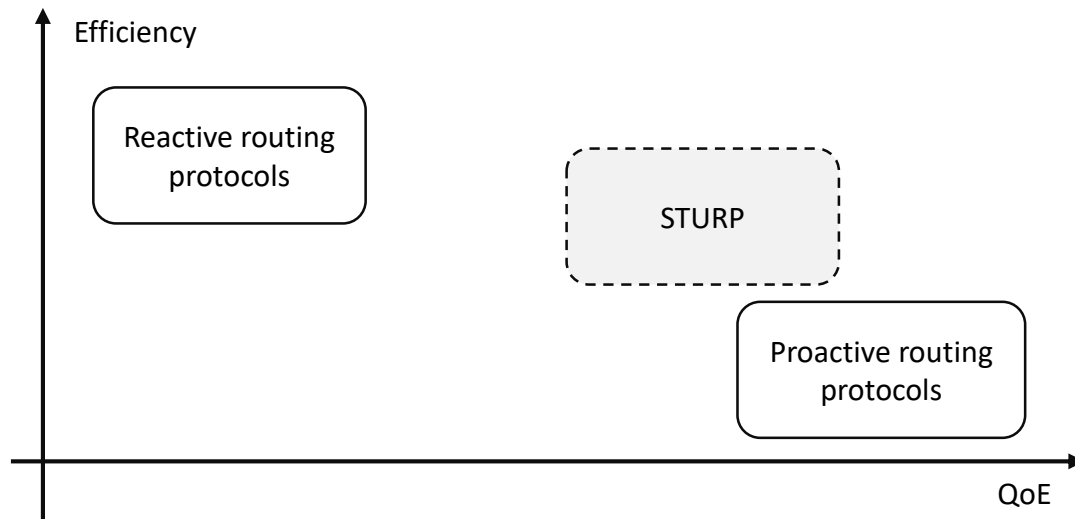 Efficiency
Reactive routing
protocols
STURP
Proactive routing
protocols
QoE